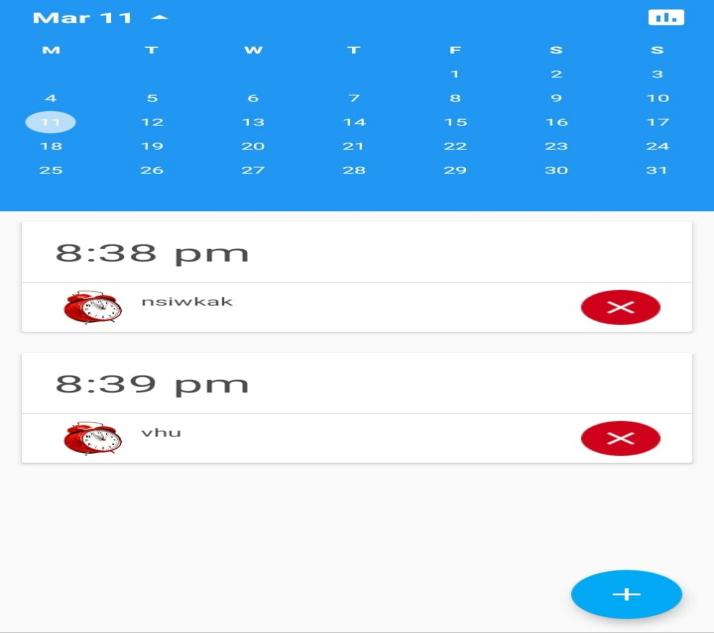 Mar 11
M T W T F S S
1 2 3
4 5 6 7 8 9 10
11 12 13 14 15 16 17
18 19 20 21 22 23 24
25 26 27 28 29 30 31
8:38 pm
nsiwkak
8:39 pm
vhu